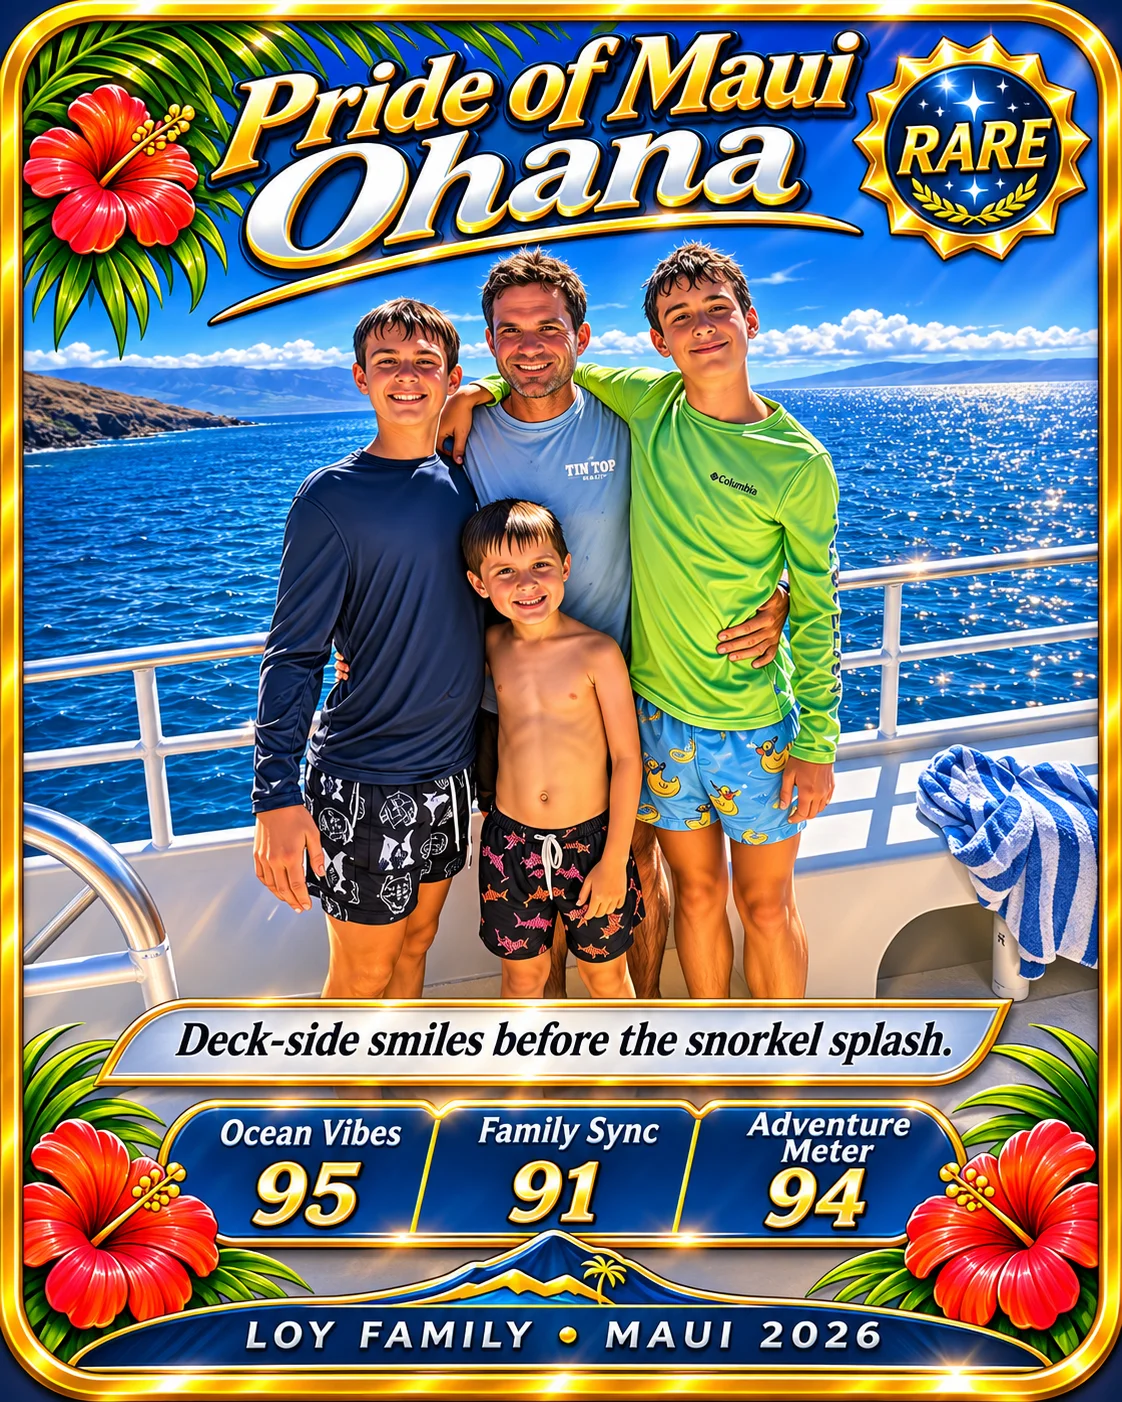 Pride of Maui
Ohana
RARE
TIN TOP
Columbia
Deck-side smiles before the snorkel splash.
Ocean Vibes
95
Family Sync
91
Adventure
Meter
94
LOY FAMILY • MAUI 2026